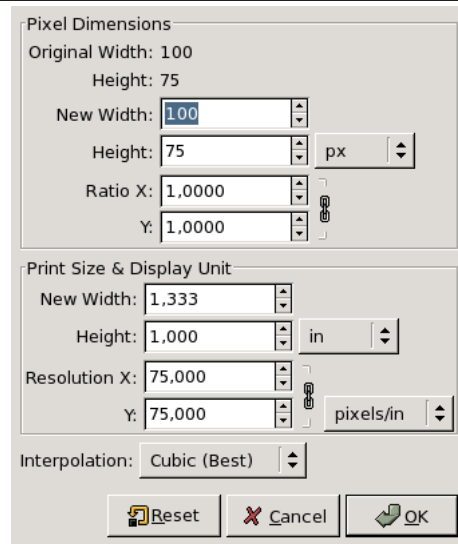 Pixel Dimensions
Original Width: 100
Height: 75
New Width: 100
Height: 75 px
Ratio X: 1,0000
Y: 1,0000
Print Size & Display Unit
New Width: 1,333
Height: 1,000 in
Resolution X: 75,000
Y: 75,000 pixels/in
Interpolation: Cubic (Best)
Reset Cancel OK